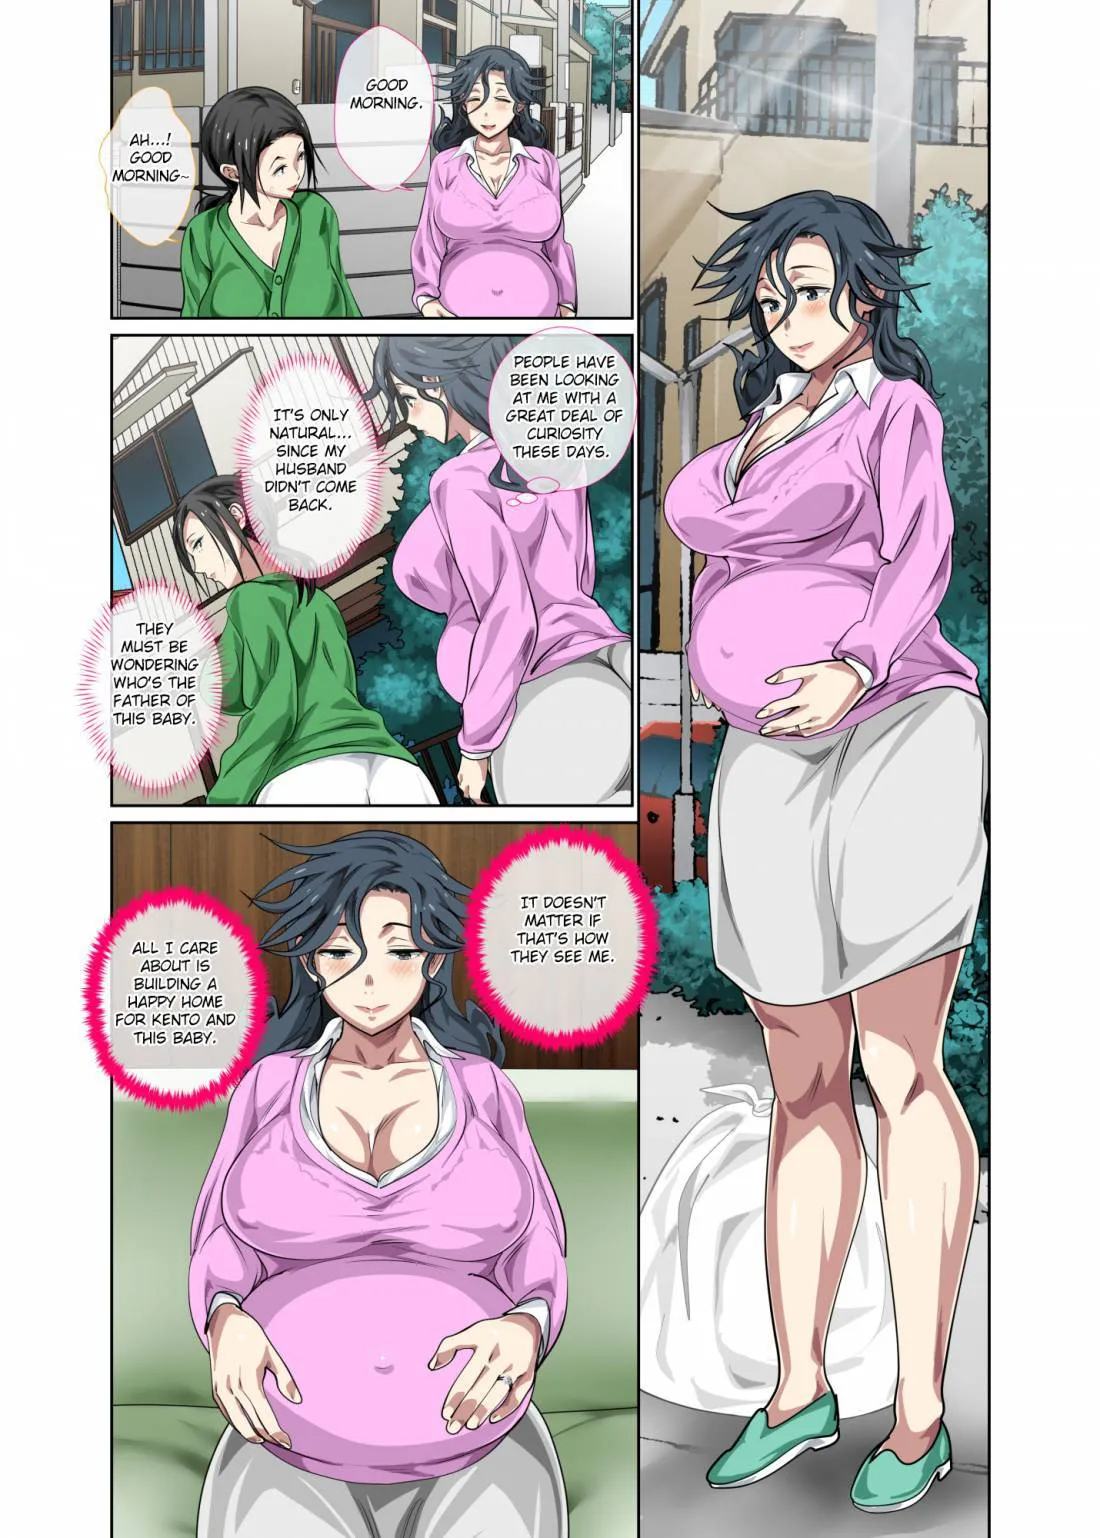 GOOD
MORNING.
AH...!
GOOD
MORNING~
PEOPLE HAVE
BEEN LOOKING
AT ME WITH A
GREAT DEAL OF
CURIOSITY
THESE DAYS.
IT'S ONLY
NATURAL...
SINCE MY
HUSBAND
DIDN'T COME
BACK.
THEY
MUST BE
WONDERING
WHO'S THE
FATHER OF
THIS BABY.
IT DOESN'T
MATTER IF
THAT'S HOW
THEY SEE ME.
ALL I CARE
ABOUT IS
BUILDING A
HAPPY HOME
FOR KENTO AND
THIS BABY.